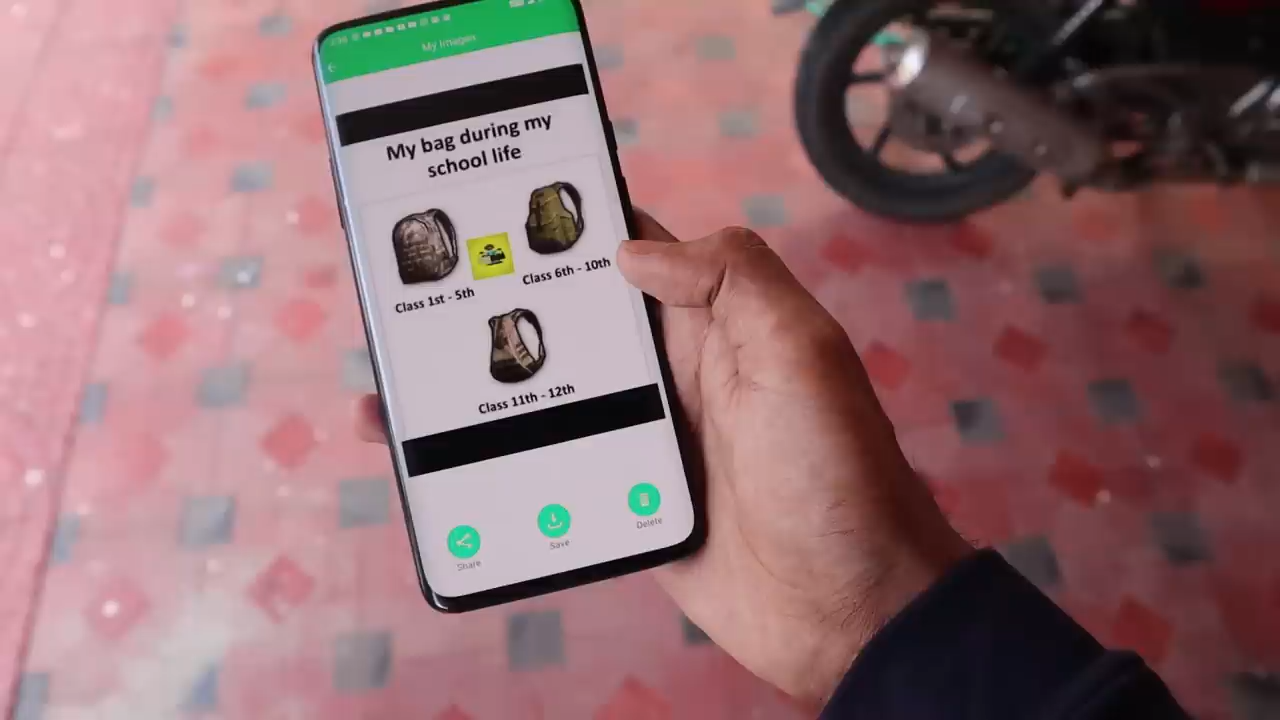 My Images
My bag during my
school life
Class 1st - 5th
Class 6th - 10th
Class 11th - 12th
Share
Save
Delete